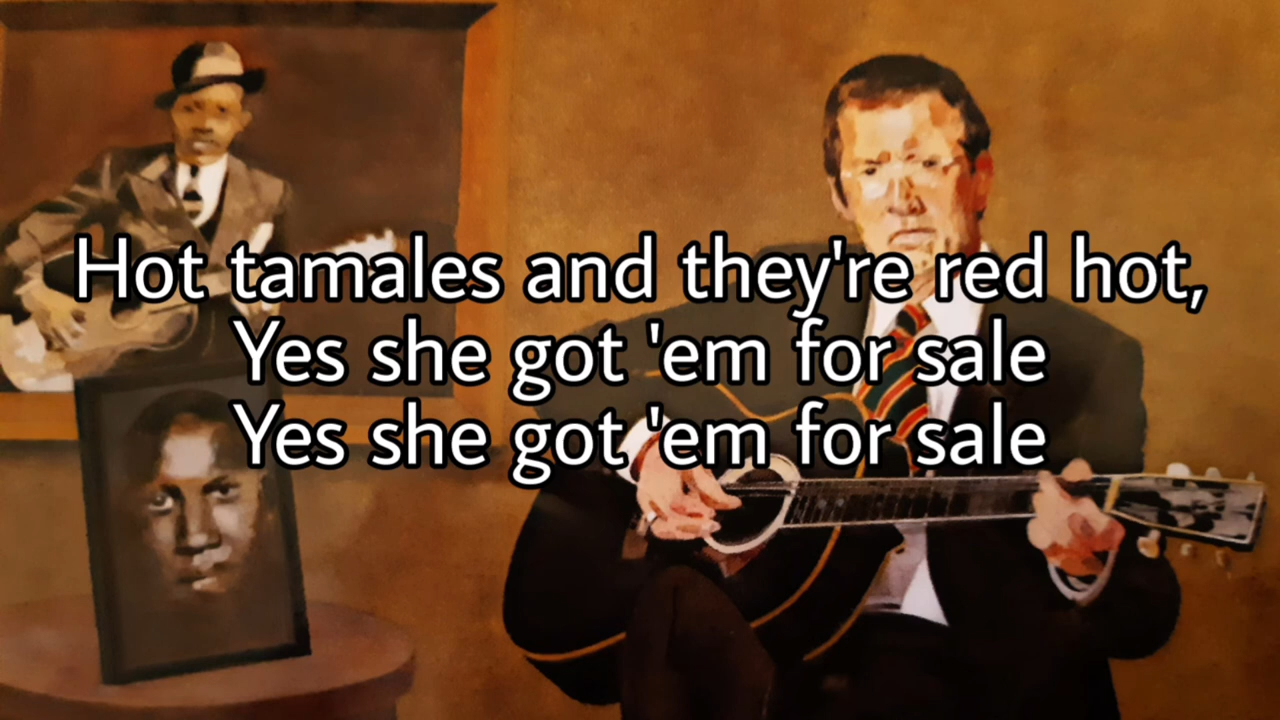 Hot tamales and they're red hot,
Yes she got 'em for sale
Yes she got 'em for sale